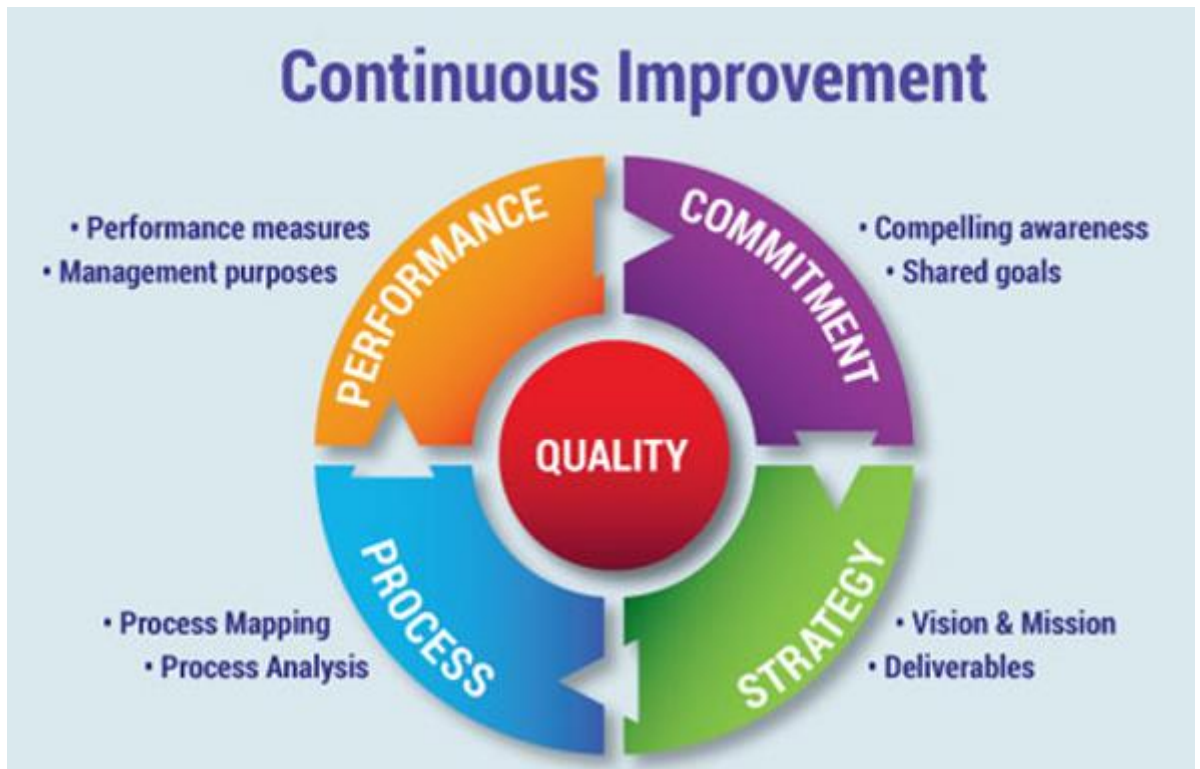 Continuous Improvement
PERFORMANCE
• Performance measures
• Management purposes
COMMITMENT
• Compelling awareness
• Shared goals
QUALITY
PROCESS
• Process Mapping
• Process Analysis
STRATEGY
• Vision & Mission
• Deliverables